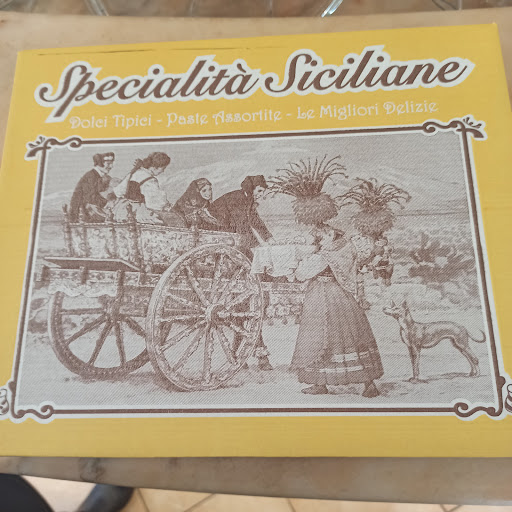 Specialità Siciliane
Dolci Tipici - Paste Assortite - Le Migliori Delizie